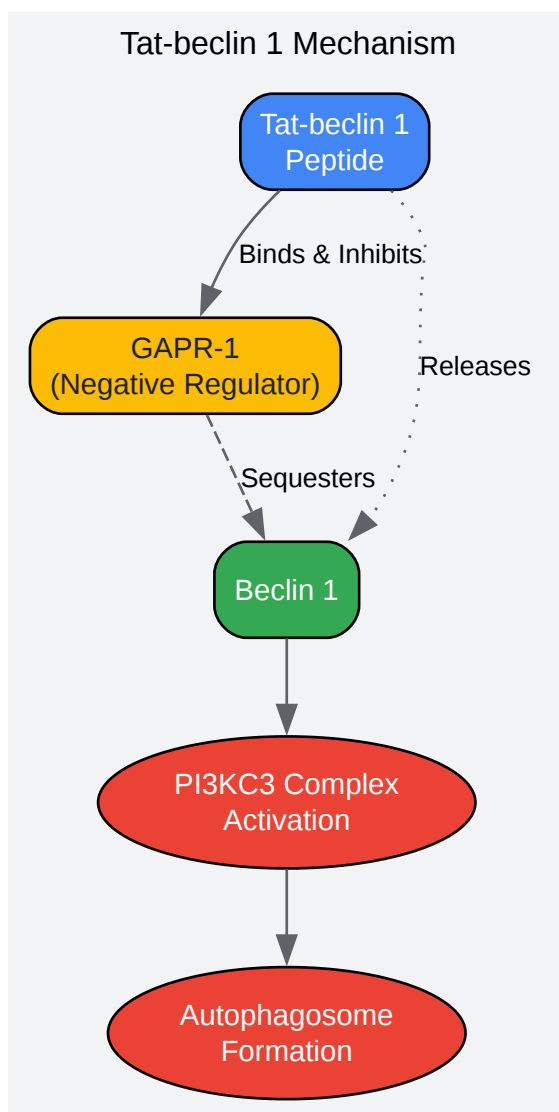 Tat-beclin 1 Mechanism
Tat-beclin 1
Peptide
Binds & Inhibits
GAPR-1
(Negative Regulator)
Releases
Sequesters
Beclin 1
PI3KC3 Complex
Activation
Autophagosome
Formation